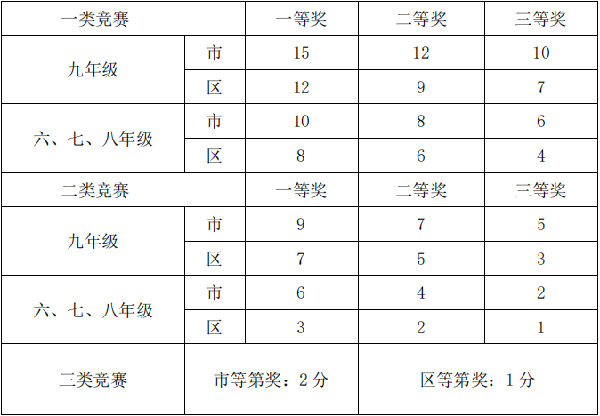 一类竞赛 一等奖 二等奖 三等奖
九年级 市 15 12 10
区 12 9 7
六、七、八年级 市 10 8 6
区 8 6 4
二类竞赛 一等奖 二等奖 三等奖
九年级 市 9 7 5
区 7 5 3
六、七、八年级 市 6 4 2
区 3 2 1
三类竞赛 市等第奖：2分 区等第奖：1分